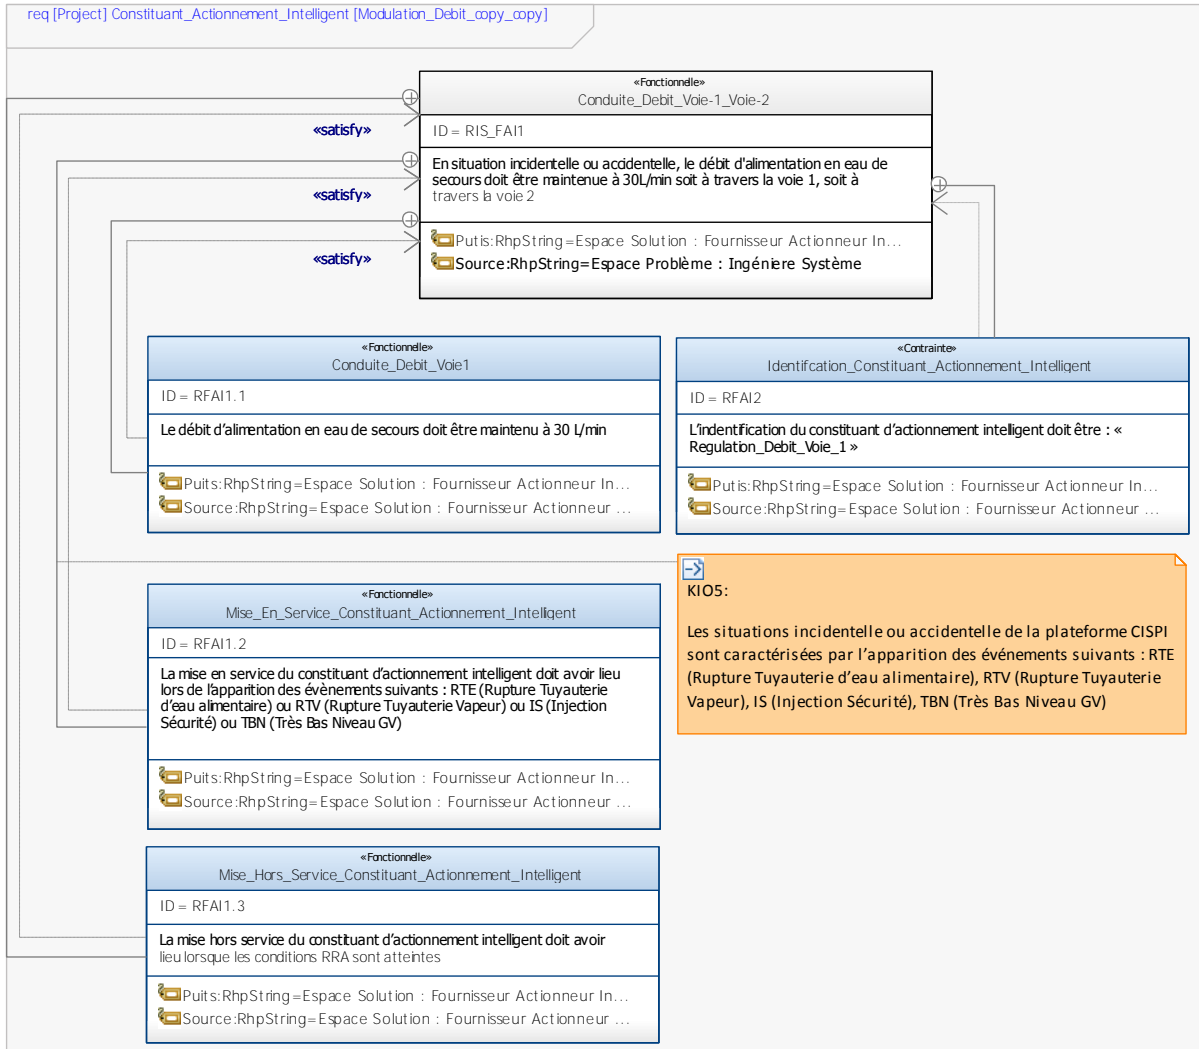 req [Project] Constituant_Actionnement_Intelligent [Modulation_Debit_copy_copy]
«Fonctionnelle»
Conduite_Debit_Voie-1_Voie-2
ID = RIS_FAI1
En situation incidentelle ou accidentelle, le débit d'alimentation en eau de
secours doit être maintenue à 30L/min soit à travers la voie 1, soit à
travers la voie 2
Putis:RhpString=Espace Solution : Fournisseur Actionneur In...
Source:RhpString=Espace Problème : Ingéniere Système
«satisfy»
«satisfy»
«satisfy»
«Fonctionnelle»
Conduite_Debit_Voie1
ID = RFAI1.1
Le débit d’alimentation en eau de secours doit être maintenu à 30 L/min
Puits:RhpString=Espace Solution : Fournisseur Actionneur In...
Source:RhpString=Espace Solution : Fournisseur Actionneur ...
«Contrainte»
Identifcation_Constituant_Actionnement_Intelligent
ID = RFAI2
L’indentification du constituant d’actionnement intelligent doit être : «
Regulation_Debit_Voie_1 »
Putis:RhpString=Espace Solution : Fournisseur Actionneur In...
Source:RhpString=Espace Solution : Fournisseur Actionneur ...
KIO5:
Les situations incidentelle ou accidentelle de la plateforme CISPI
sont caractérisées par l’apparition des événements suivants : RTE
(Rupture Tuyauterie d’eau alimentaire), RTV (Rupture Tuyauterie
Vapeur), IS (Injection Sécurité), TBN (Très Bas Niveau GV)
«Fonctionnelle»
Mise_En_Service_Constituant_Actionnement_Intelligent
ID = RFAI1.2
La mise en service du constituant d’actionnement intelligent doit avoir lieu
lors de l’apparition des évènements suivants : RTE (Rupture Tuyauterie
d’eau alimentaire) ou RTV (Rupture Tuyauterie Vapeur) ou IS (Injection
Sécurité) ou TBN (Très Bas Niveau GV)
Puits:RhpString=Espace Solution : Fournisseur Actionneur In...
Source:RhpString=Espace Solution : Fournisseur Actionneur ...
«Fonctionnelle»
Mise_Hors_Service_Constituant_Actionnement_Intelligent
ID = RFAI1.3
La mise hors service du constituant d’actionnement intelligent doit avoir
lieu lorsque les conditions RRA sont atteintes
Puits:RhpString=Espace Solution : Fournisseur Actionneur In...
Source:RhpString=Espace Solution : Fournisseur Actionneur ...